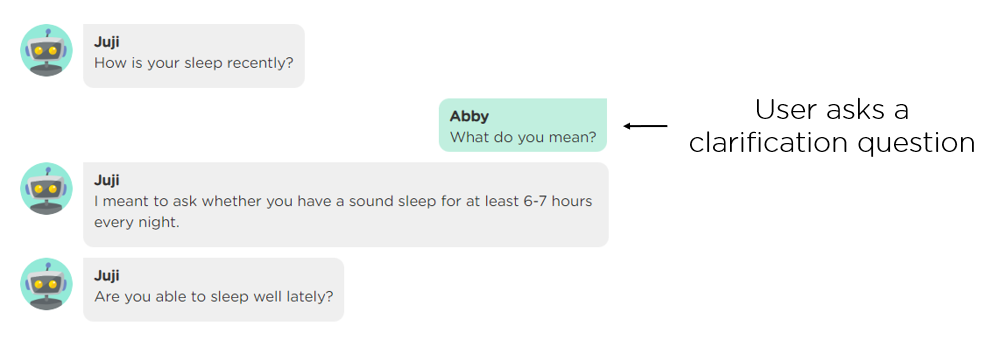 Juji
How is your sleep recently?
Abby
What do you mean?
User asks a
clarification question
Juji
I meant to ask whether you have a sound sleep for at least 6-7 hours
every night.
Juji
Are you able to sleep well lately?